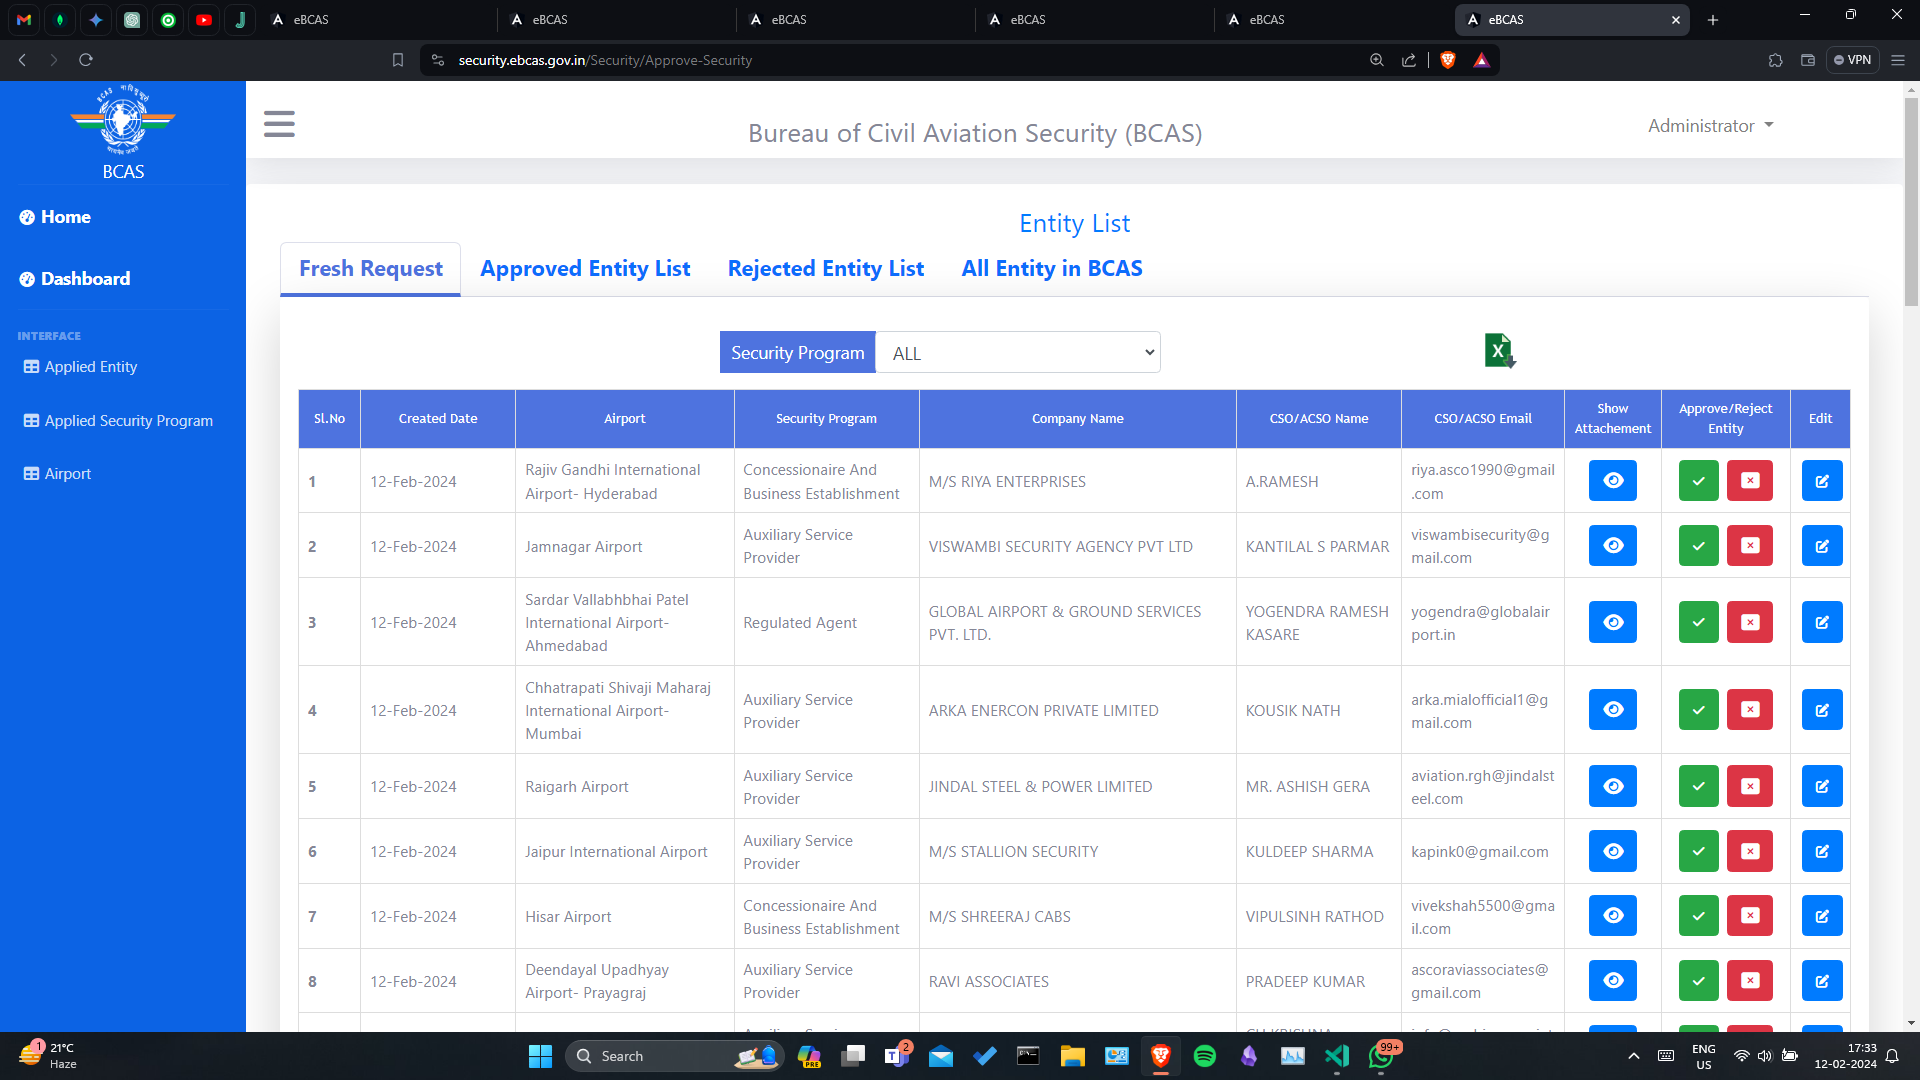 eBCAS
eBCAS
eBCAS
eBCAS
eBCAS
eBCAS
security.ebcas.gov.in/Security/Approve-Security
VPN
BCAS
Home
Dashboard
INTERFACE
Applied Entity
Applied Security Program
Airport
Bureau of Civil Aviation Security (BCAS)
Administrator
Entity List
Fresh Request
Approved Entity List
Rejected Entity List
All Entity in BCAS
Security Program
ALL
Sl.No
Created Date
Airport
Security Program
Company Name
CSO/ACSO Name
CSO/ACSO Email
Show
Attachement
Approve/Reject
Entity
Edit
1
12-Feb-2024
Rajiv Gandhi International
Airport- Hyderabad
Concessionaire And
Business Establishment
M/S RIYA ENTERPRISES
A.RAMESH
riya.asco1990@gmail
.com
2
12-Feb-2024
Jamnagar Airport
Auxiliary Service
Provider
VISWAMBI SECURITY AGENCY PVT LTD
KANTILAL S PARMAR
viswambisecurity@g
mail.com
3
12-Feb-2024
Sardar Vallabhbhai Patel
International Airport-
Ahmedabad
Regulated Agent
GLOBAL AIRPORT & GROUND SERVICES
PVT. LTD.
YOGENDRA RAMESH
KASARE
yogendra@globalair
port.in
4
12-Feb-2024
Chhatrapati Shivaji Maharaj
International Airport-
Mumbai
Auxiliary Service
Provider
ARKA ENERCON PRIVATE LIMITED
KOUSIK NATH
arka.mialofficial1@g
mail.com
5
12-Feb-2024
Raigarh Airport
Auxiliary Service
Provider
JINDAL STEEL & POWER LIMITED
MR. ASHISH GERA
aviation.rgh@jindalst
eel.com
6
12-Feb-2024
Jaipur International Airport
Auxiliary Service
Provider
M/S STALLION SECURITY
KULDEEP SHARMA
kapink0@gmail.com
7
12-Feb-2024
Hisar Airport
Concessionaire And
Business Establishment
M/S SHREERAJ CABS
VIPULSINH RATHOD
vivekshah5500@gma
il.com
8
12-Feb-2024
Deendayal Upadhyay
Airport- Prayagraj
Auxiliary Service
Provider
RAVI ASSOCIATES
PRADEEP KUMAR
ascoraviassociates@
gmail.com
1
21°C
Haze
Search
PRE
2
99+
ENG
US
17:33
12-02-2024